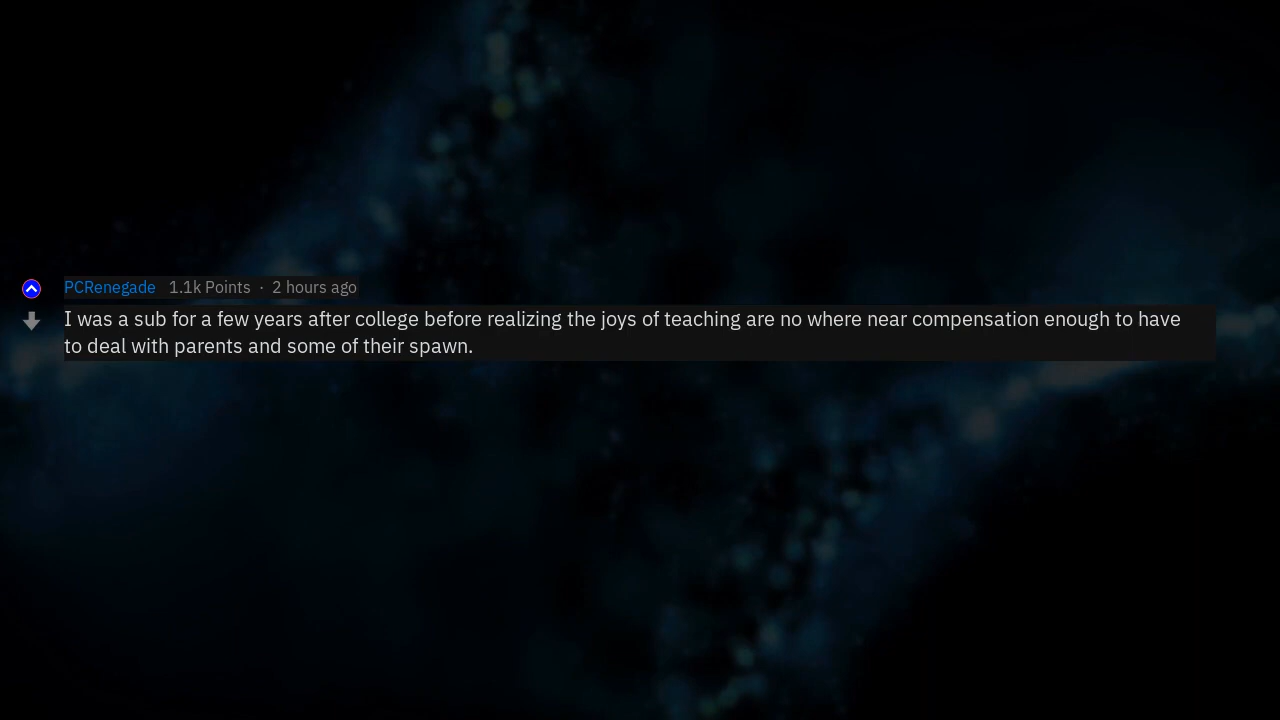 PCRenegade 1.1k Points · 2 hours ago
I was a sub for a few years after college before realizing the joys of teaching are no where near compensation enough to have
to deal with parents and some of their spawn.